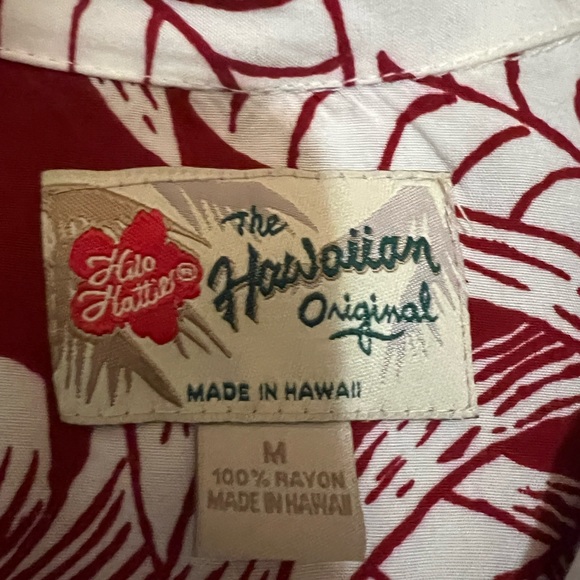 Hilo
Hattie®
The
Hawaiian
Original
MADE IN HAWAII
M
100% RAYON
MADE IN HAWAII